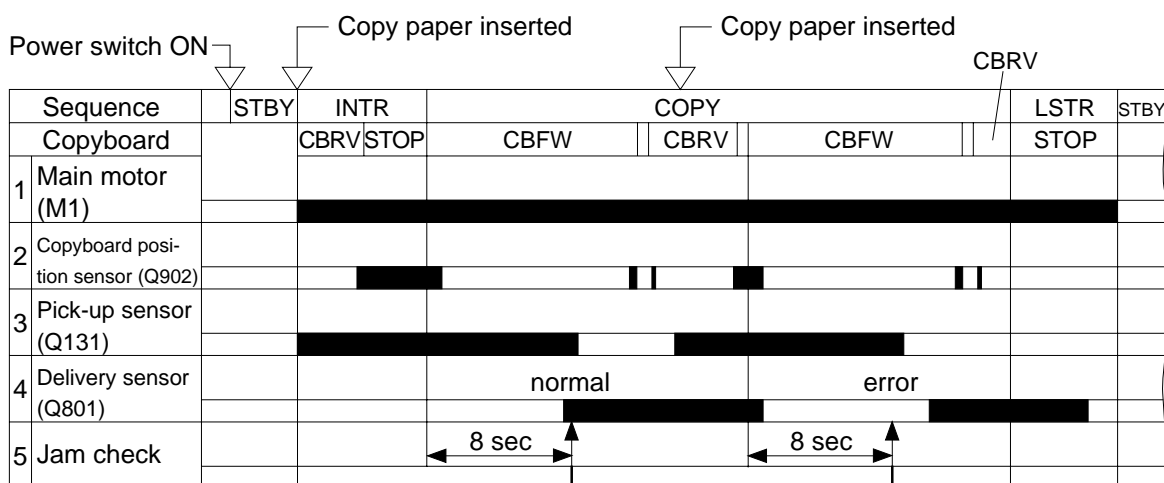 Copy paper inserted
Copy paper inserted
Power switch ON
CBRV
Sequence STBY INTR COPY LSTR STBY
Copyboard CBRV STOP CBFW CBRV CBFW STOP
1 Main motor
(M1)
2 Copyboard posi-
tion sensor (Q902)
3 Pick-up sensor
(Q131)
4 Delivery sensor normal error
(Q801)
5 Jam check 8 sec 8 sec